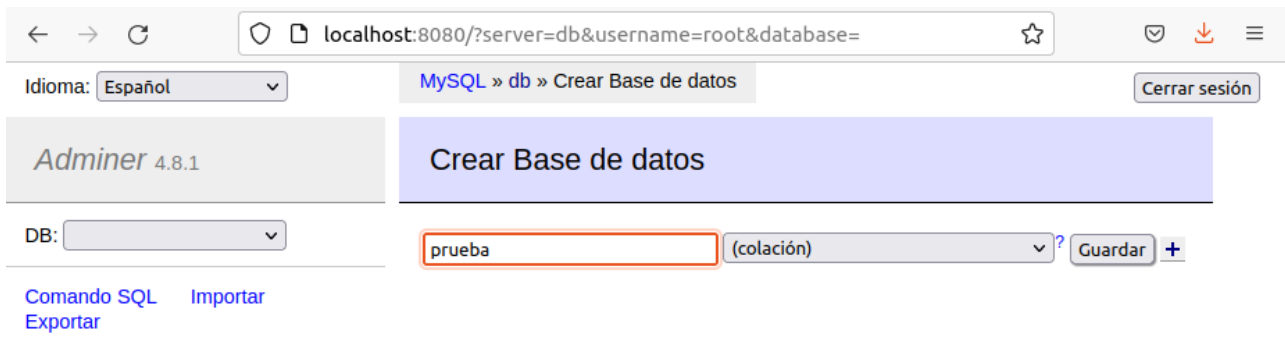 localhost:8080/?server=db&username=root&database=
Idioma: Español
MySQL » db » Crear Base de datos
Cerrar sesión
Adminer 4.8.1
Crear Base de datos
DB:
prueba
(colación)
?
Guardar
+
Comando SQL Importar
Exportar